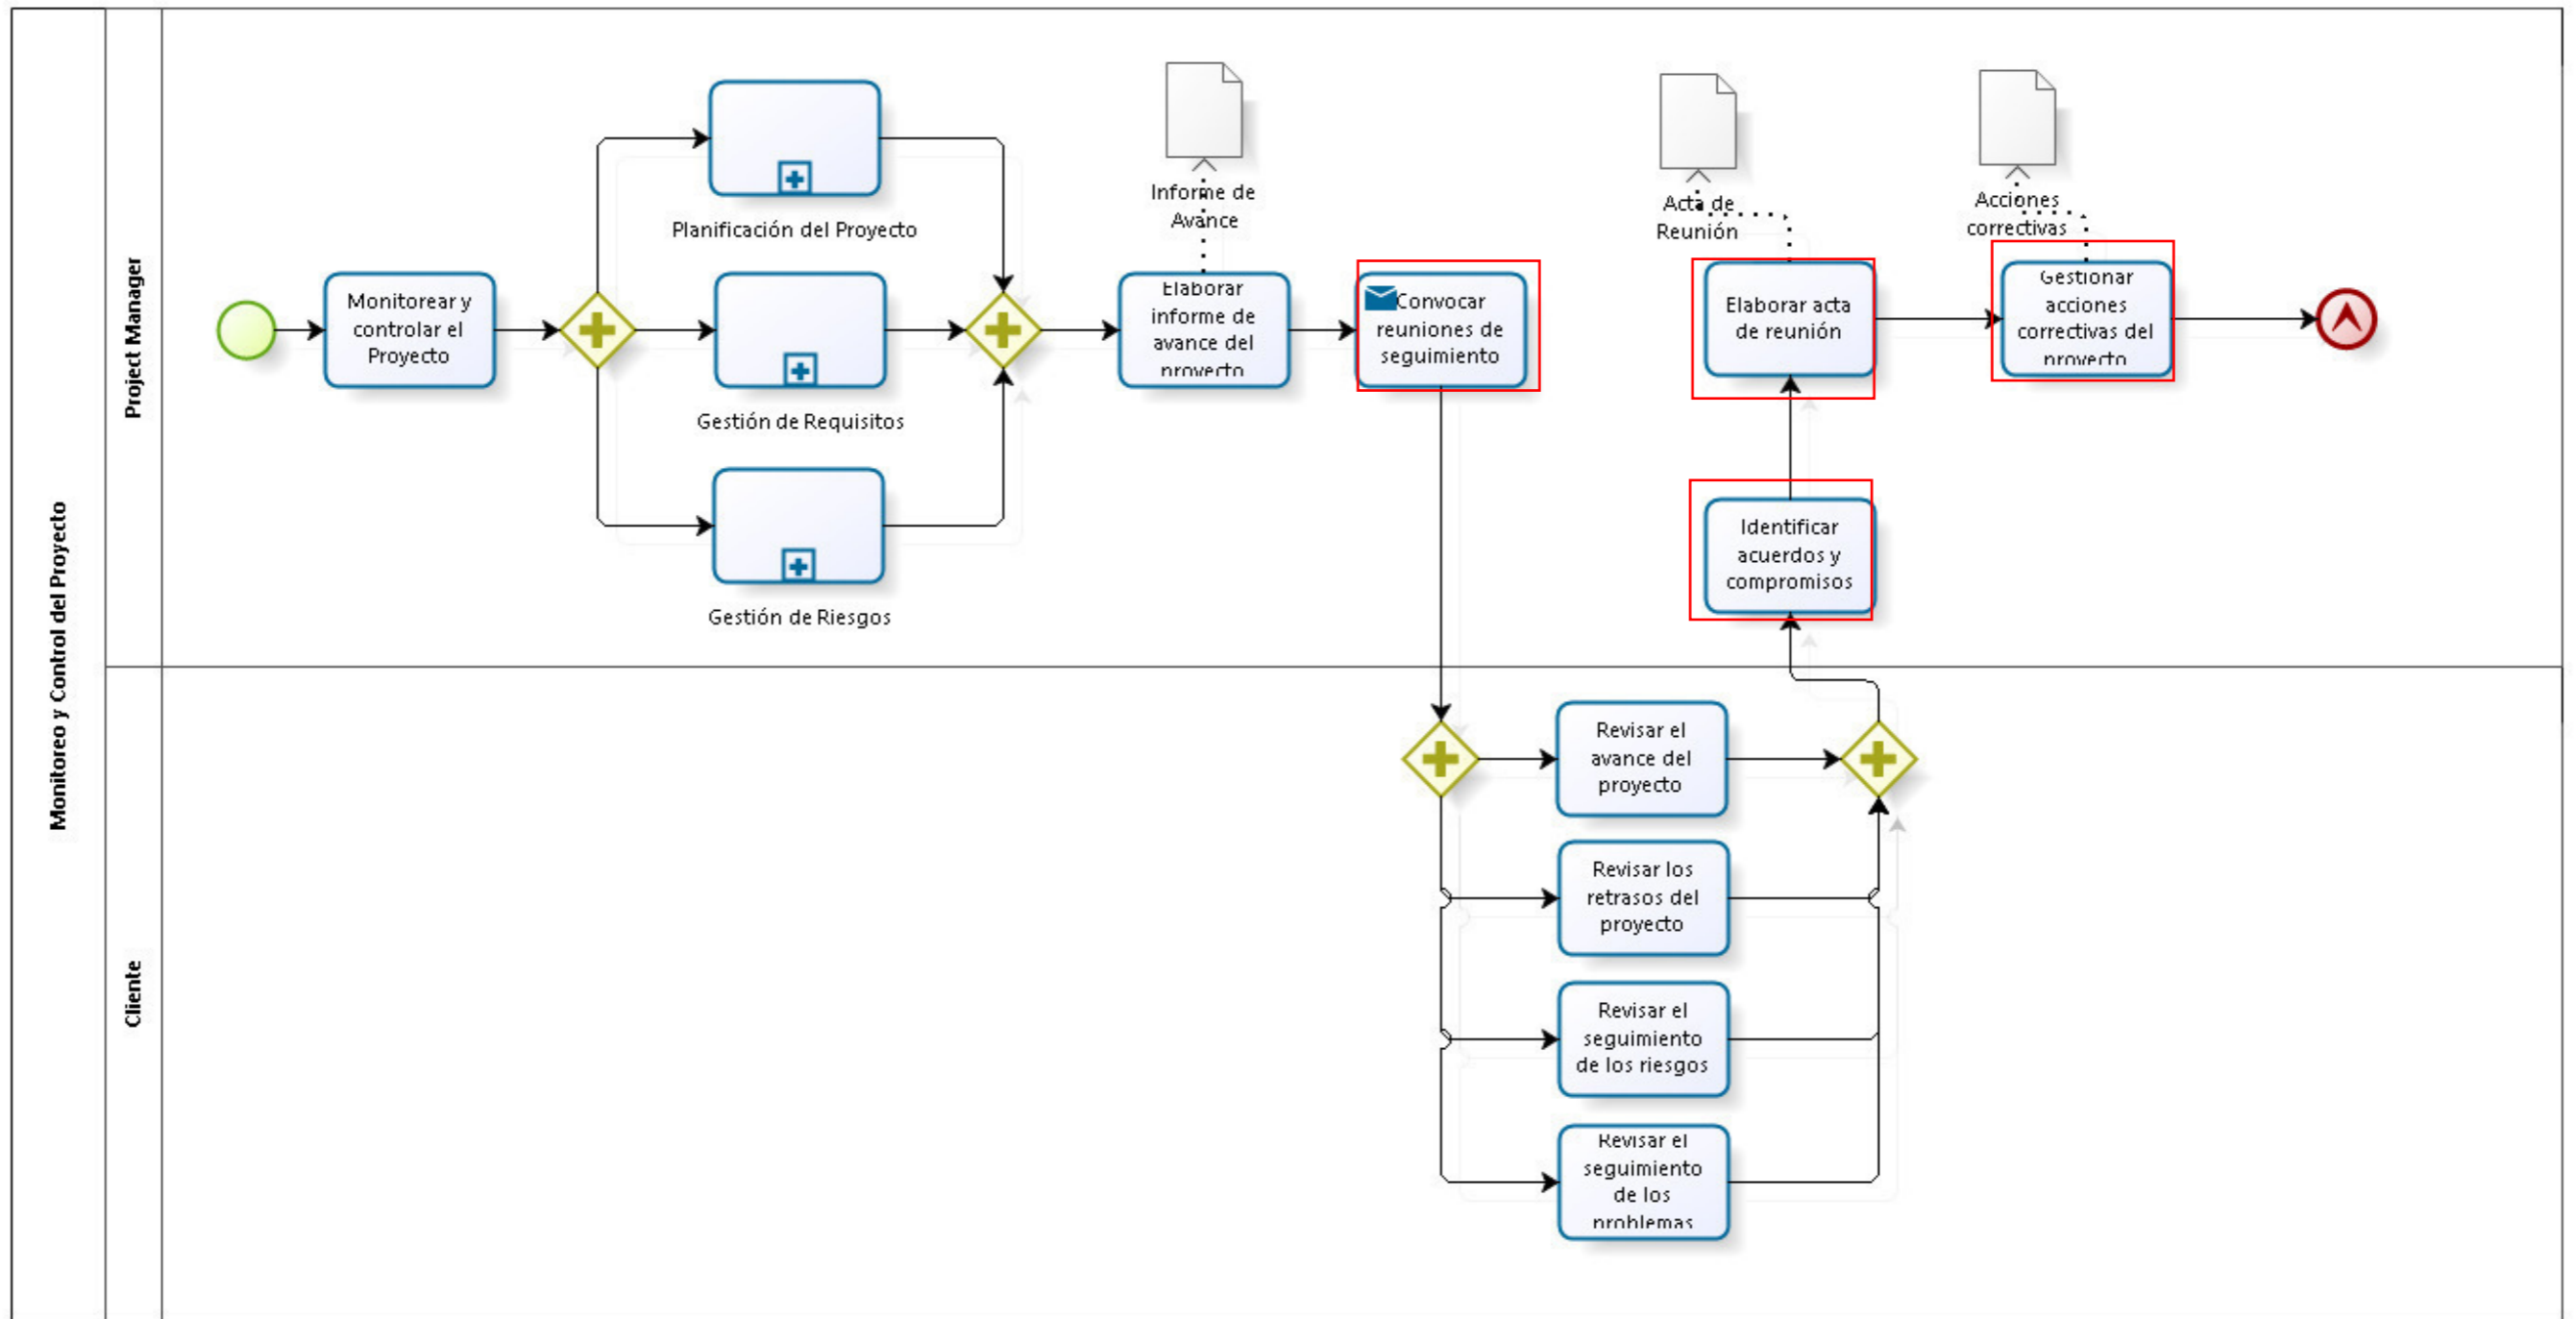 Monitoreo y Control del Proyecto
Project Manager
Monitorear y
controlar el
Proyecto
Planificación del Proyecto
Gestión de Requisitos
Gestión de Riesgos
Informe de
Avance
Elaborar
informe de
avance del
proyecto
Convocar
reuniones de
seguimiento
Acta de
Reunión
Elaborar acta
de reunión
Identificar
acuerdos y
compromisos
Acciones
correctivas
Gestionar
acciones
correctivas del
proyecto
Cliente
Revisar el
avance del
proyecto
Revisar los
retrasos del
proyecto
Revisar el
seguimiento
de los riesgos
Revisar el
seguimiento
de los
problemas